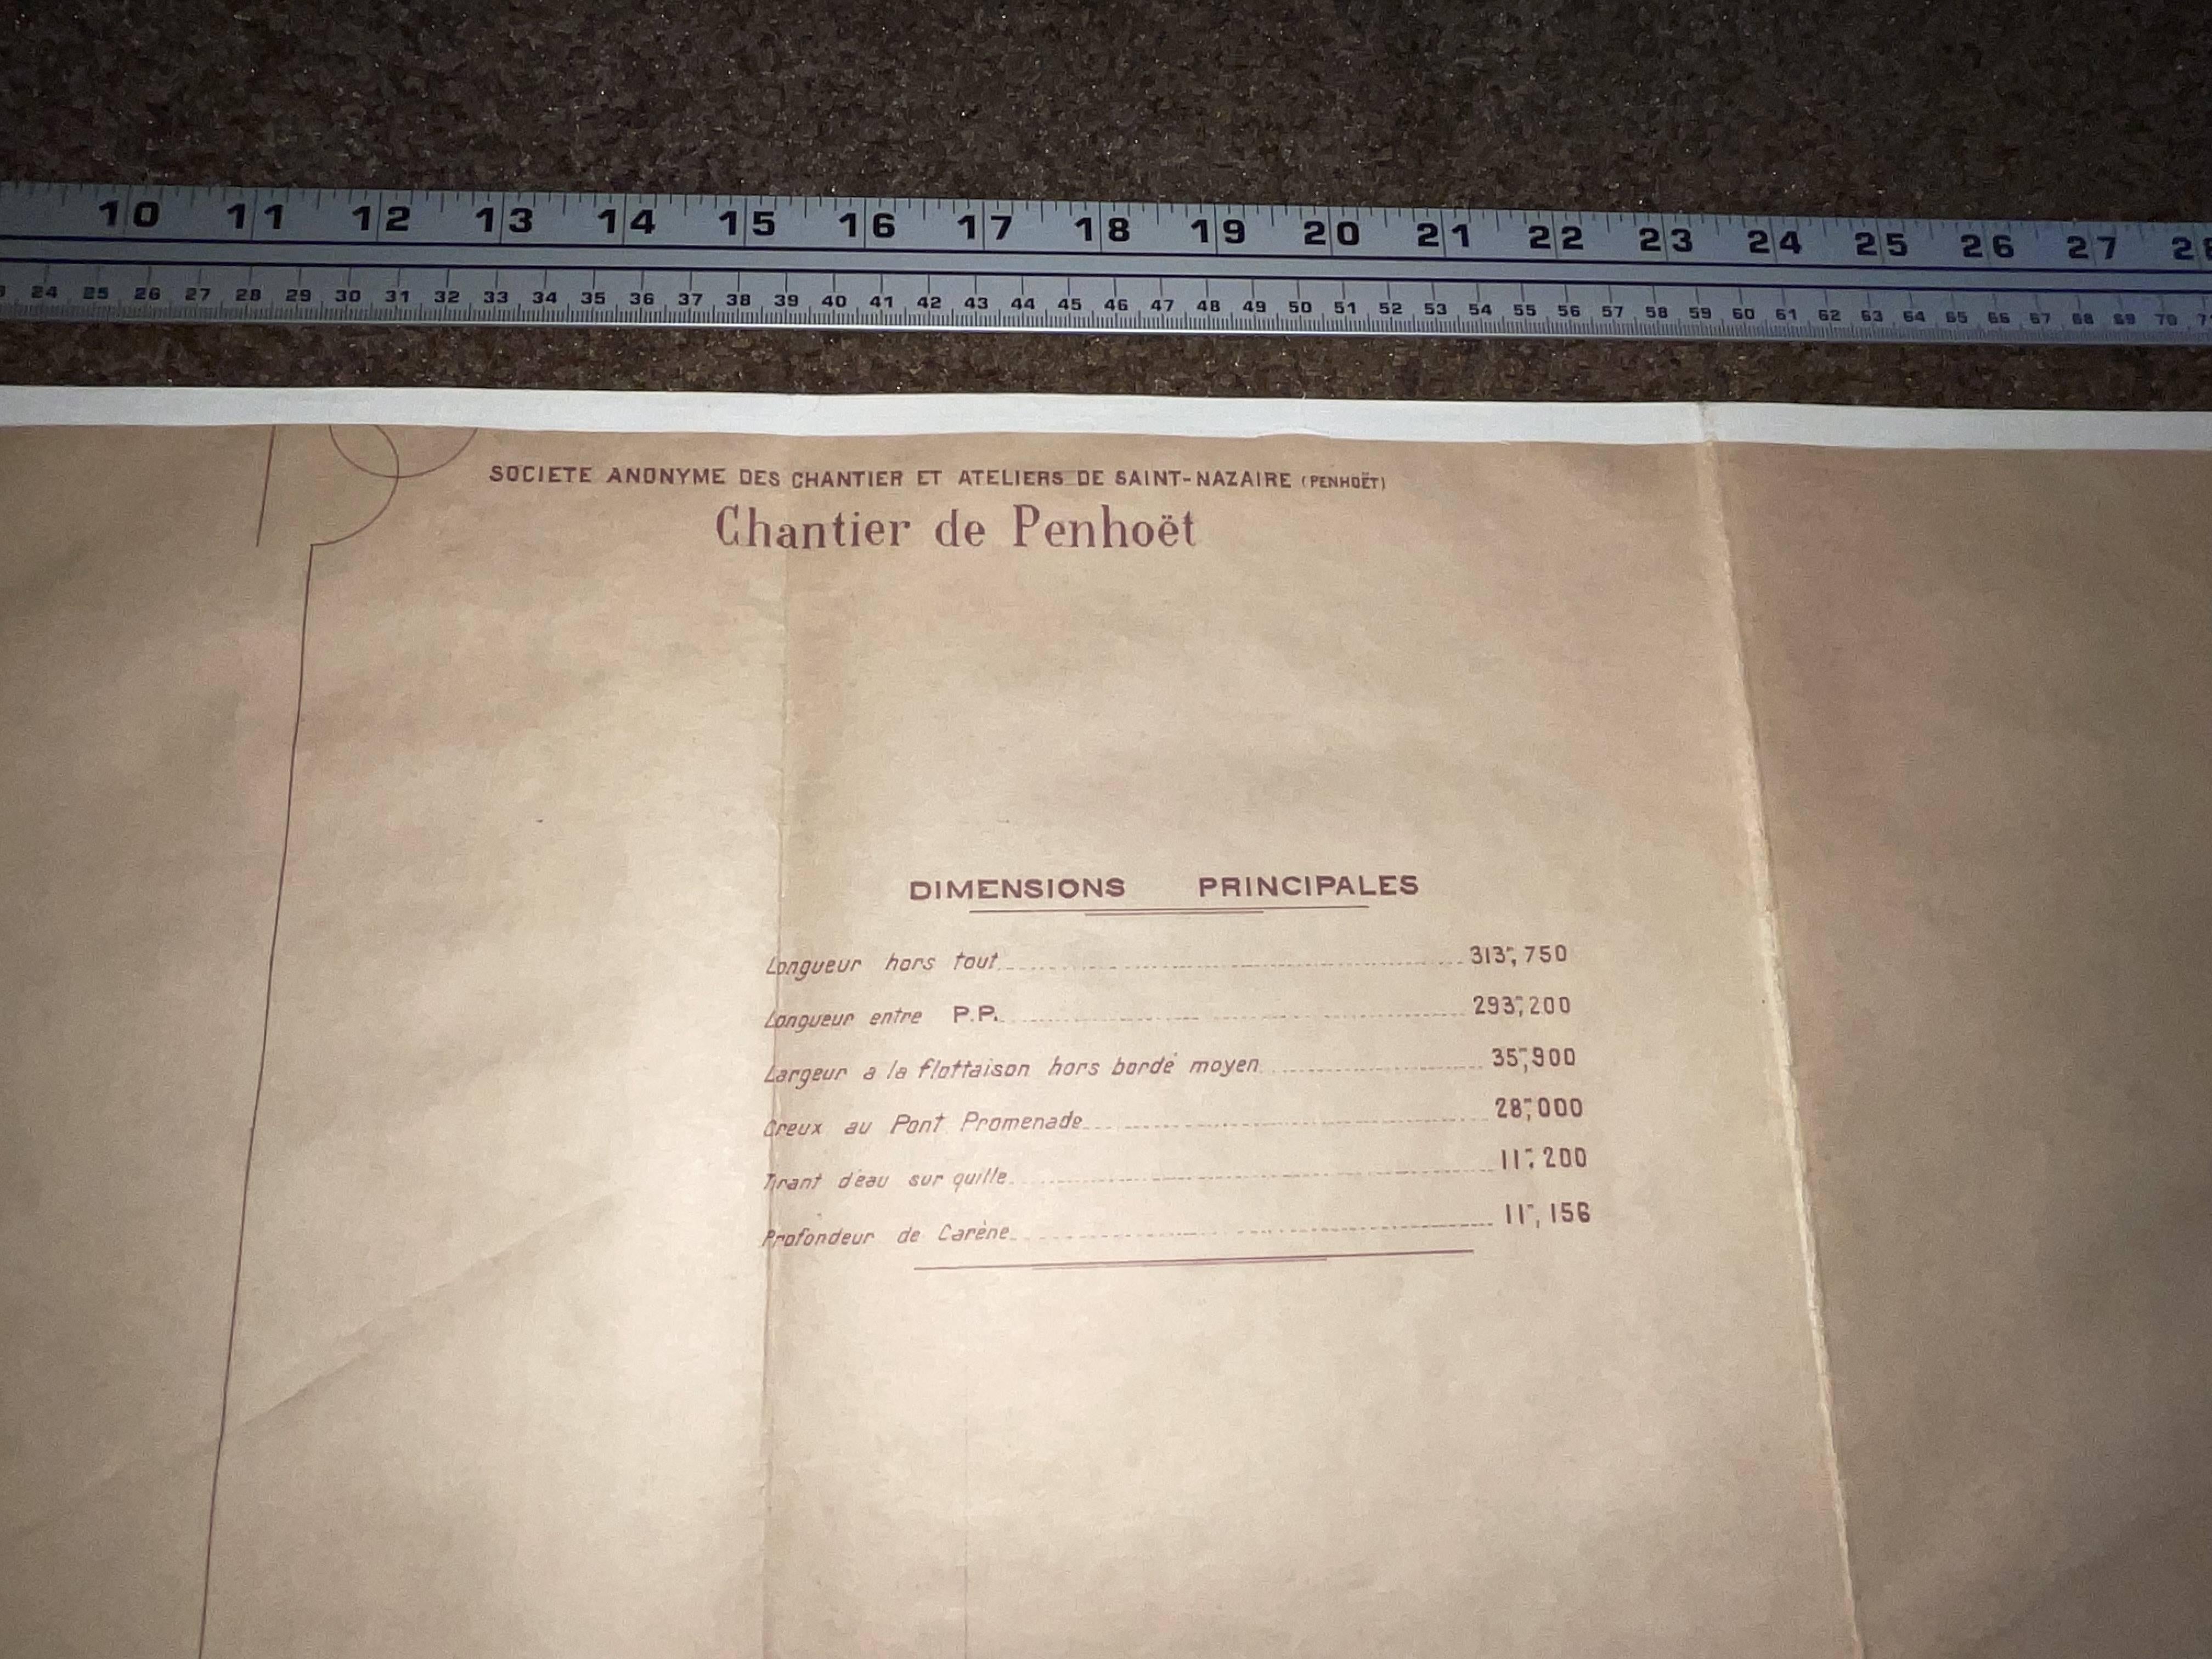 10 11 12 13 14 15 16 17 18 19 20 21 22 23 24 25 26 27
24 25 26 27 28 29 30 31 32 33 34 35 36 37 38 39 40 41 42 43 44 45 46 47 48 49 50 51 52 53 54 55 56 57 58 59 60 61 62 63 64 65 66 67 68 69 70
SOCIETE ANONYME DES CHANTIER ET ATELIERS DE SAINT-NAZAIRE (PENHOËT)
Chantier de Penhoët
DIMENSIONS PRINCIPALES
Longueur hors tout 313ᵐ,750
Longueur entre P.P. 293ᵐ,200
Largeur a la flottaison hors bordé moyen 35ᵐ,900
Creux au Pont Promenade 28ᵐ,000
Tirant d'eau sur quille 11ᵐ,200
Profondeur de Carène 11ᵐ,156